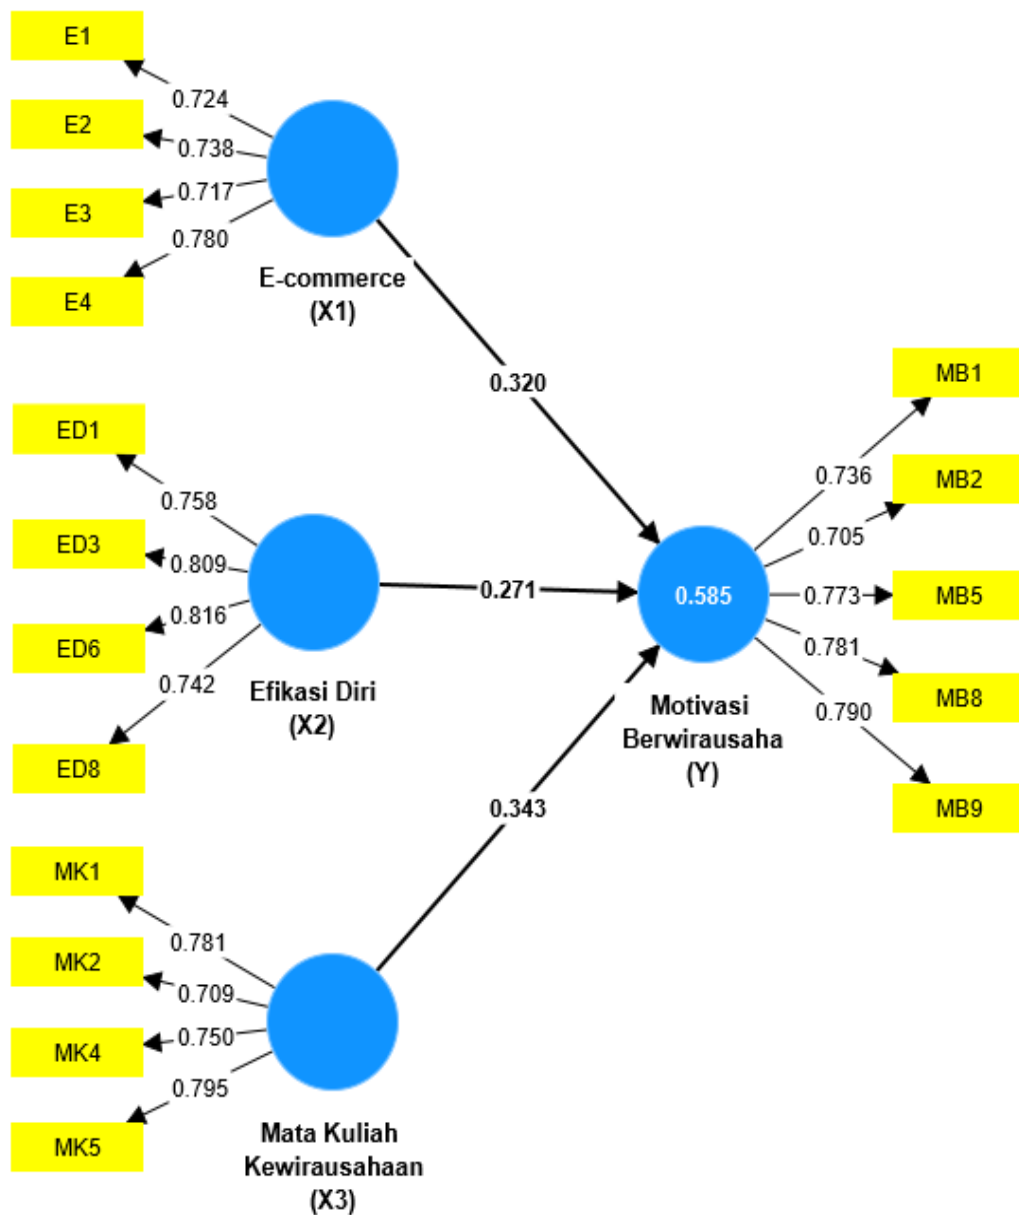 E1
0.724
E2
0.738
E3
0.717
E4
0.780
E-commerce
(X1)
0.320
ED1
0.758
ED3
0.809
ED6
0.816
ED8
0.742
Efikasi Diri
(X2)
0.271
MK1
0.781
MK2
0.709
MK4
0.750
MK5
0.795
Mata Kuliah
Kewirausahaan
(X3)
0.343
0.585
Motivasi
Berwirausaha
(Y)
MB1
0.736
MB2
0.705
MB5
0.773
MB8
0.781
MB9
0.790